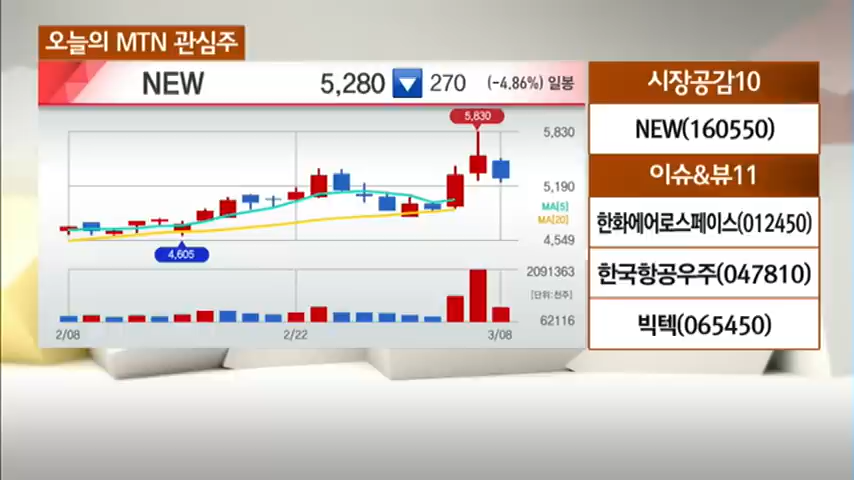 오늘의 MTN 관심주
NEW 5,280 ▼ 270 (-4.86%) 일봉
5,830
5,830
5,190
MA[5]
MA[20]
4,549
4,605
2091363
[단위:천주]
62116
2/08 2/22 3/08
시장공감10
NEW(160550)
이슈&뷰11
한화에어로스페이스(012450)
한국항공우주(047810)
빅텍(065450)